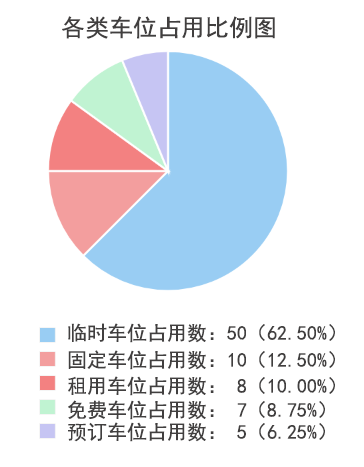 各类车位占用比例图
临时车位占用数：50（62.50%）
固定车位占用数：10（12.50%）
租用车位占用数： 8（10.00%）
免费车位占用数： 7（8.75%）
预订车位占用数： 5（6.25%）